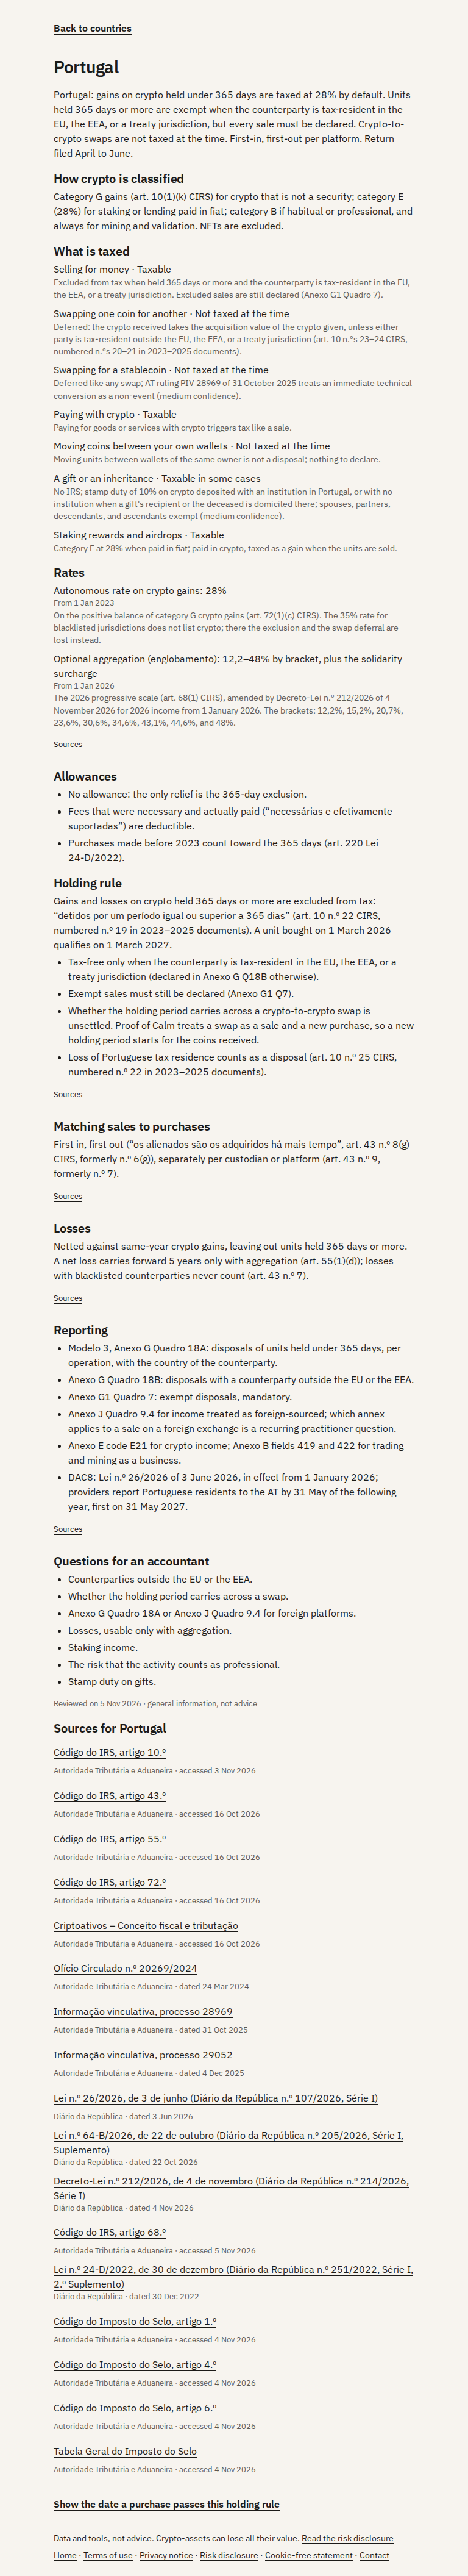 Back to countries
Portugal
Portugal: gains on crypto held under 365 days are taxed at 28% by default. Units
held 365 days or more are exempt when the counterparty is tax-resident in the
EU, the EEA, or a treaty jurisdiction, but every sale must be declared. Crypto-to-
crypto swaps are not taxed at the time. First-in, first-out per platform. Return
filed April to June.
How crypto is classified
Category G gains (art. 10(1)(k) CIRS) for crypto that is not a security; category E
(28%) for staking or lending paid in fiat; category B if habitual or professional, and
always for mining and validation. NFTs are excluded.
What is taxed
Selling for money · Taxable
Excluded from tax when held 365 days or more and the counterparty is tax-resident in the EU,
the EEA, or a treaty jurisdiction. Excluded sales are still declared (Anexo G1 Quadro 7).
Swapping one coin for another · Not taxed at the time
Deferred: the crypto received takes the acquisition value of the crypto given, unless either
party is tax-resident outside the EU, the EEA, or a treaty jurisdiction (art. 10 n.ºs 23–24 CIRS,
numbered n.ºs 20–21 in 2023–2025 documents).
Swapping for a stablecoin · Not taxed at the time
Deferred like any swap; AT ruling PIV 28969 of 31 October 2025 treats an immediate technical
conversion as a non-event (medium confidence).
Paying with crypto · Taxable
Paying for goods or services with crypto triggers tax like a sale.
Moving coins between your own wallets · Not taxed at the time
Moving units between wallets of the same owner is not a disposal; nothing to declare.
A gift or an inheritance · Taxable in some cases
No IRS; stamp duty of 10% on crypto deposited with an institution in Portugal, or with no
institution when a gift's recipient or the deceased is domiciled there; spouses, partners,
descendants, and ascendants exempt (medium confidence).
Staking rewards and airdrops · Taxable
Category E at 28% when paid in fiat; paid in crypto, taxed as a gain when the units are sold.
Rates
Autonomous rate on crypto gains: 28%
From 1 Jan 2023
On the positive balance of category G crypto gains (art. 72(1)(c) CIRS). The 35% rate for
blacklisted jurisdictions does not list crypto; there the exclusion and the swap deferral are
lost instead.
Optional aggregation (englobamento): 12,2–48% by bracket, plus the solidarity
surcharge
From 1 Jan 2026
The 2026 progressive scale (art. 68(1) CIRS), amended by Decreto-Lei n.º 212/2026 of 4
November 2026 for 2026 income from 1 January 2026. The brackets: 12,2%, 15,2%, 20,7%,
23,6%, 30,6%, 34,6%, 43,1%, 44,6%, and 48%.
Sources
Allowances
• No allowance: the only relief is the 365-day exclusion.
• Fees that were necessary and actually paid (“necessárias e efetivamente
suportadas”) are deductible.
• Purchases made before 2023 count toward the 365 days (art. 220 Lei
24-D/2022).
Holding rule
Gains and losses on crypto held 365 days or more are excluded from tax:
“detidos por um período igual ou superior a 365 dias” (art. 10 n.º 22 CIRS,
numbered n.º 19 in 2023–2025 documents). A unit bought on 1 March 2026
qualifies on 1 March 2027.
• Tax-free only when the counterparty is tax-resident in the EU, the EEA, or a
treaty jurisdiction (declared in Anexo G Q18B otherwise).
• Exempt sales must still be declared (Anexo G1 Q7).
• Whether the holding period carries across a crypto-to-crypto swap is
unsettled. Proof of Calm treats a swap as a sale and a new purchase, so a new
holding period starts for the coins received.
• Loss of Portuguese tax residence counts as a disposal (art. 10 n.º 25 CIRS,
numbered n.º 22 in 2023–2025 documents).
Sources
Matching sales to purchases
First in, first out (“os alienados são os adquiridos há mais tempo”, art. 43 n.º 8(g)
CIRS, formerly n.º 6(g)), separately per custodian or platform (art. 43 n.º 9,
formerly n.º 7).
Sources
Losses
Netted against same-year crypto gains, leaving out units held 365 days or more.
A net loss carries forward 5 years only with aggregation (art. 55(1)(d)); losses
with blacklisted counterparties never count (art. 43 n.º 7).
Sources
Reporting
• Modelo 3, Anexo G Quadro 18A: disposals of units held under 365 days, per
operation, with the country of the counterparty.
• Anexo G Quadro 18B: disposals with a counterparty outside the EU or the EEA.
• Anexo G1 Quadro 7: exempt disposals, mandatory.
• Anexo J Quadro 9.4 for income treated as foreign-sourced; which annex
applies to a sale on a foreign exchange is a recurring practitioner question.
• Anexo E code E21 for crypto income; Anexo B fields 419 and 422 for trading
and mining as a business.
• DAC8: Lei n.º 26/2026 of 3 June 2026, in effect from 1 January 2026;
providers report Portuguese residents to the AT by 31 May of the following
year, first on 31 May 2027.
Sources
Questions for an accountant
• Counterparties outside the EU or the EEA.
• Whether the holding period carries across a swap.
• Anexo G Quadro 18A or Anexo J Quadro 9.4 for foreign platforms.
• Losses, usable only with aggregation.
• Staking income.
• The risk that the activity counts as professional.
• Stamp duty on gifts.
Reviewed on 5 Nov 2026 · general information, not advice
Sources for Portugal
Código do IRS, artigo 10.º
Autoridade Tributária e Aduaneira · accessed 3 Nov 2026
Código do IRS, artigo 43.º
Autoridade Tributária e Aduaneira · accessed 16 Oct 2026
Código do IRS, artigo 55.º
Autoridade Tributária e Aduaneira · accessed 16 Oct 2026
Código do IRS, artigo 72.º
Autoridade Tributária e Aduaneira · accessed 16 Oct 2026
Criptoativos – Conceito fiscal e tributação
Autoridade Tributária e Aduaneira · accessed 16 Oct 2026
Ofício Circulado n.º 20269/2024
Autoridade Tributária e Aduaneira · dated 24 Mar 2024
Informação vinculativa, processo 28969
Autoridade Tributária e Aduaneira · dated 31 Oct 2025
Informação vinculativa, processo 29052
Autoridade Tributária e Aduaneira · dated 4 Dec 2025
Lei n.º 26/2026, de 3 de junho (Diário da República n.º 107/2026, Série I)
Diário da República · dated 3 Jun 2026
Lei n.º 64-B/2026, de 22 de outubro (Diário da República n.º 205/2026, Série I,
Suplemento)
Diário da República · dated 22 Oct 2026
Decreto-Lei n.º 212/2026, de 4 de novembro (Diário da República n.º 214/2026,
Série I)
Diário da República · dated 4 Nov 2026
Código do IRS, artigo 68.º
Autoridade Tributária e Aduaneira · accessed 5 Nov 2026
Lei n.º 24-D/2022, de 30 de dezembro (Diário da República n.º 251/2022, Série I,
2.º Suplemento)
Diário da República · dated 30 Dec 2022
Código do Imposto do Selo, artigo 1.º
Autoridade Tributária e Aduaneira · accessed 4 Nov 2026
Código do Imposto do Selo, artigo 4.º
Autoridade Tributária e Aduaneira · accessed 4 Nov 2026
Código do Imposto do Selo, artigo 6.º
Autoridade Tributária e Aduaneira · accessed 4 Nov 2026
Tabela Geral do Imposto do Selo
Autoridade Tributária e Aduaneira · accessed 4 Nov 2026
Show the date a purchase passes this holding rule
Data and tools, not advice. Crypto-assets can lose all their value. Read the risk disclosure
Home · Terms of use · Privacy notice · Risk disclosure · Cookie-free statement · Contact